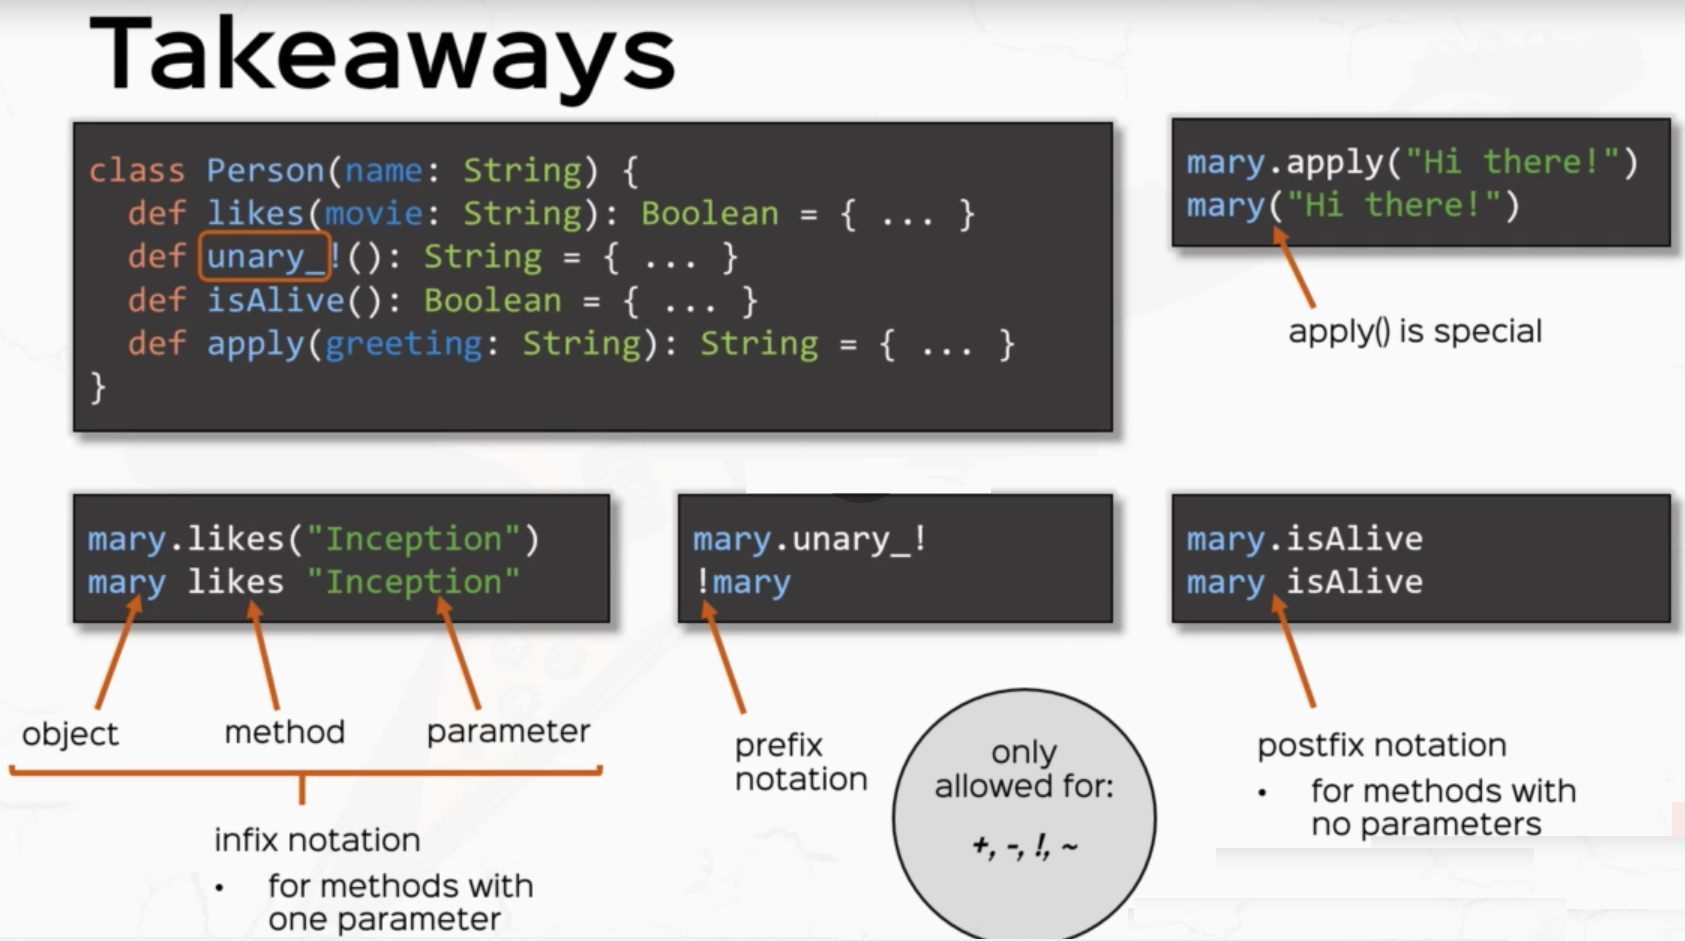 Takeaways
class Person(name: String) {
def likes(movie: String): Boolean = { ... }
def unary_!(): String = { ... }
def isAlive(): Boolean = { ... }
def apply(greeting: String): String = { ... }
}
mary.apply("Hi there!")
mary("Hi there!")
apply() is special
mary.likes("Inception")
mary likes "Inception"
object
method
parameter
infix notation
• for methods with
one parameter
mary.unary_!
!mary
prefix
notation
only
allowed for:
+, -, !, ~
mary.isAlive
mary isAlive
postfix notation
• for methods with
no parameters